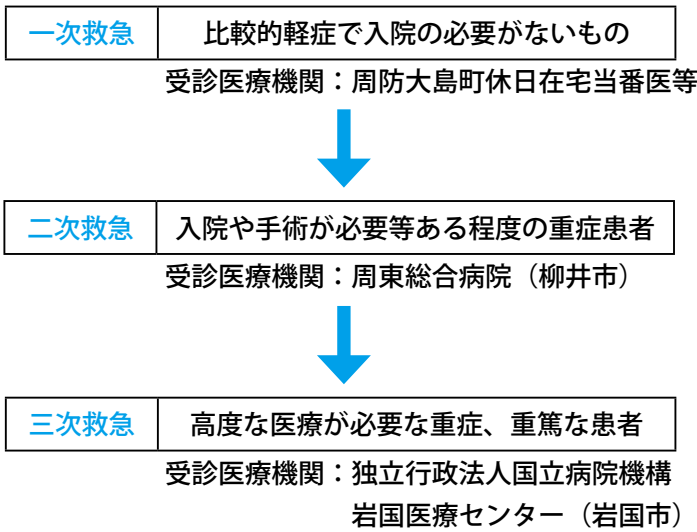 一次救急 比較的軽症で入院の必要がないもの
受診医療機関：周防大島町休日在宅当番医等
二次救急 入院や手術が必要等ある程度の重症患者
受診医療機関：周東総合病院（柳井市）
三次救急 高度な医療が必要な重症、重篤な患者
受診医療機関：独立行政法人国立病院機構
岩国医療センター（岩国市）